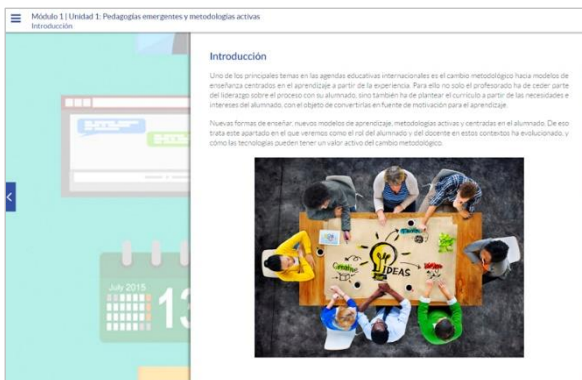 Módulo 1 | Unidad 1: Pedagogías emergentes y metodologías activas
Introducción
Introducción
Uno de los principales temas en las agendas educativas internacionales es el cambio metodológico hacia modelos de
enseñanza centrados en el aprendizaje a partir de la experiencia. Para ello no solo el profesorado ha de ceder parte
del liderazgo sobre el proceso con su alumnado, sino también ha de plantear el currículo a partir de las necesidades e
intereses del alumnado, con el objeto de convertirlas en fuente de motivación para el aprendizaje.
Nuevas formas de enseñar, nuevos modelos de aprendizaje, metodologías activas y centradas en el alumnado. De eso
trata este apartado en el que veremos como el rol del alumnado y del docente en estos contextos ha evolucionado, y
cómo las tecnologías pueden tener un valor activo del cambio metodológico.
July 2015
13
Creative
IDEAS